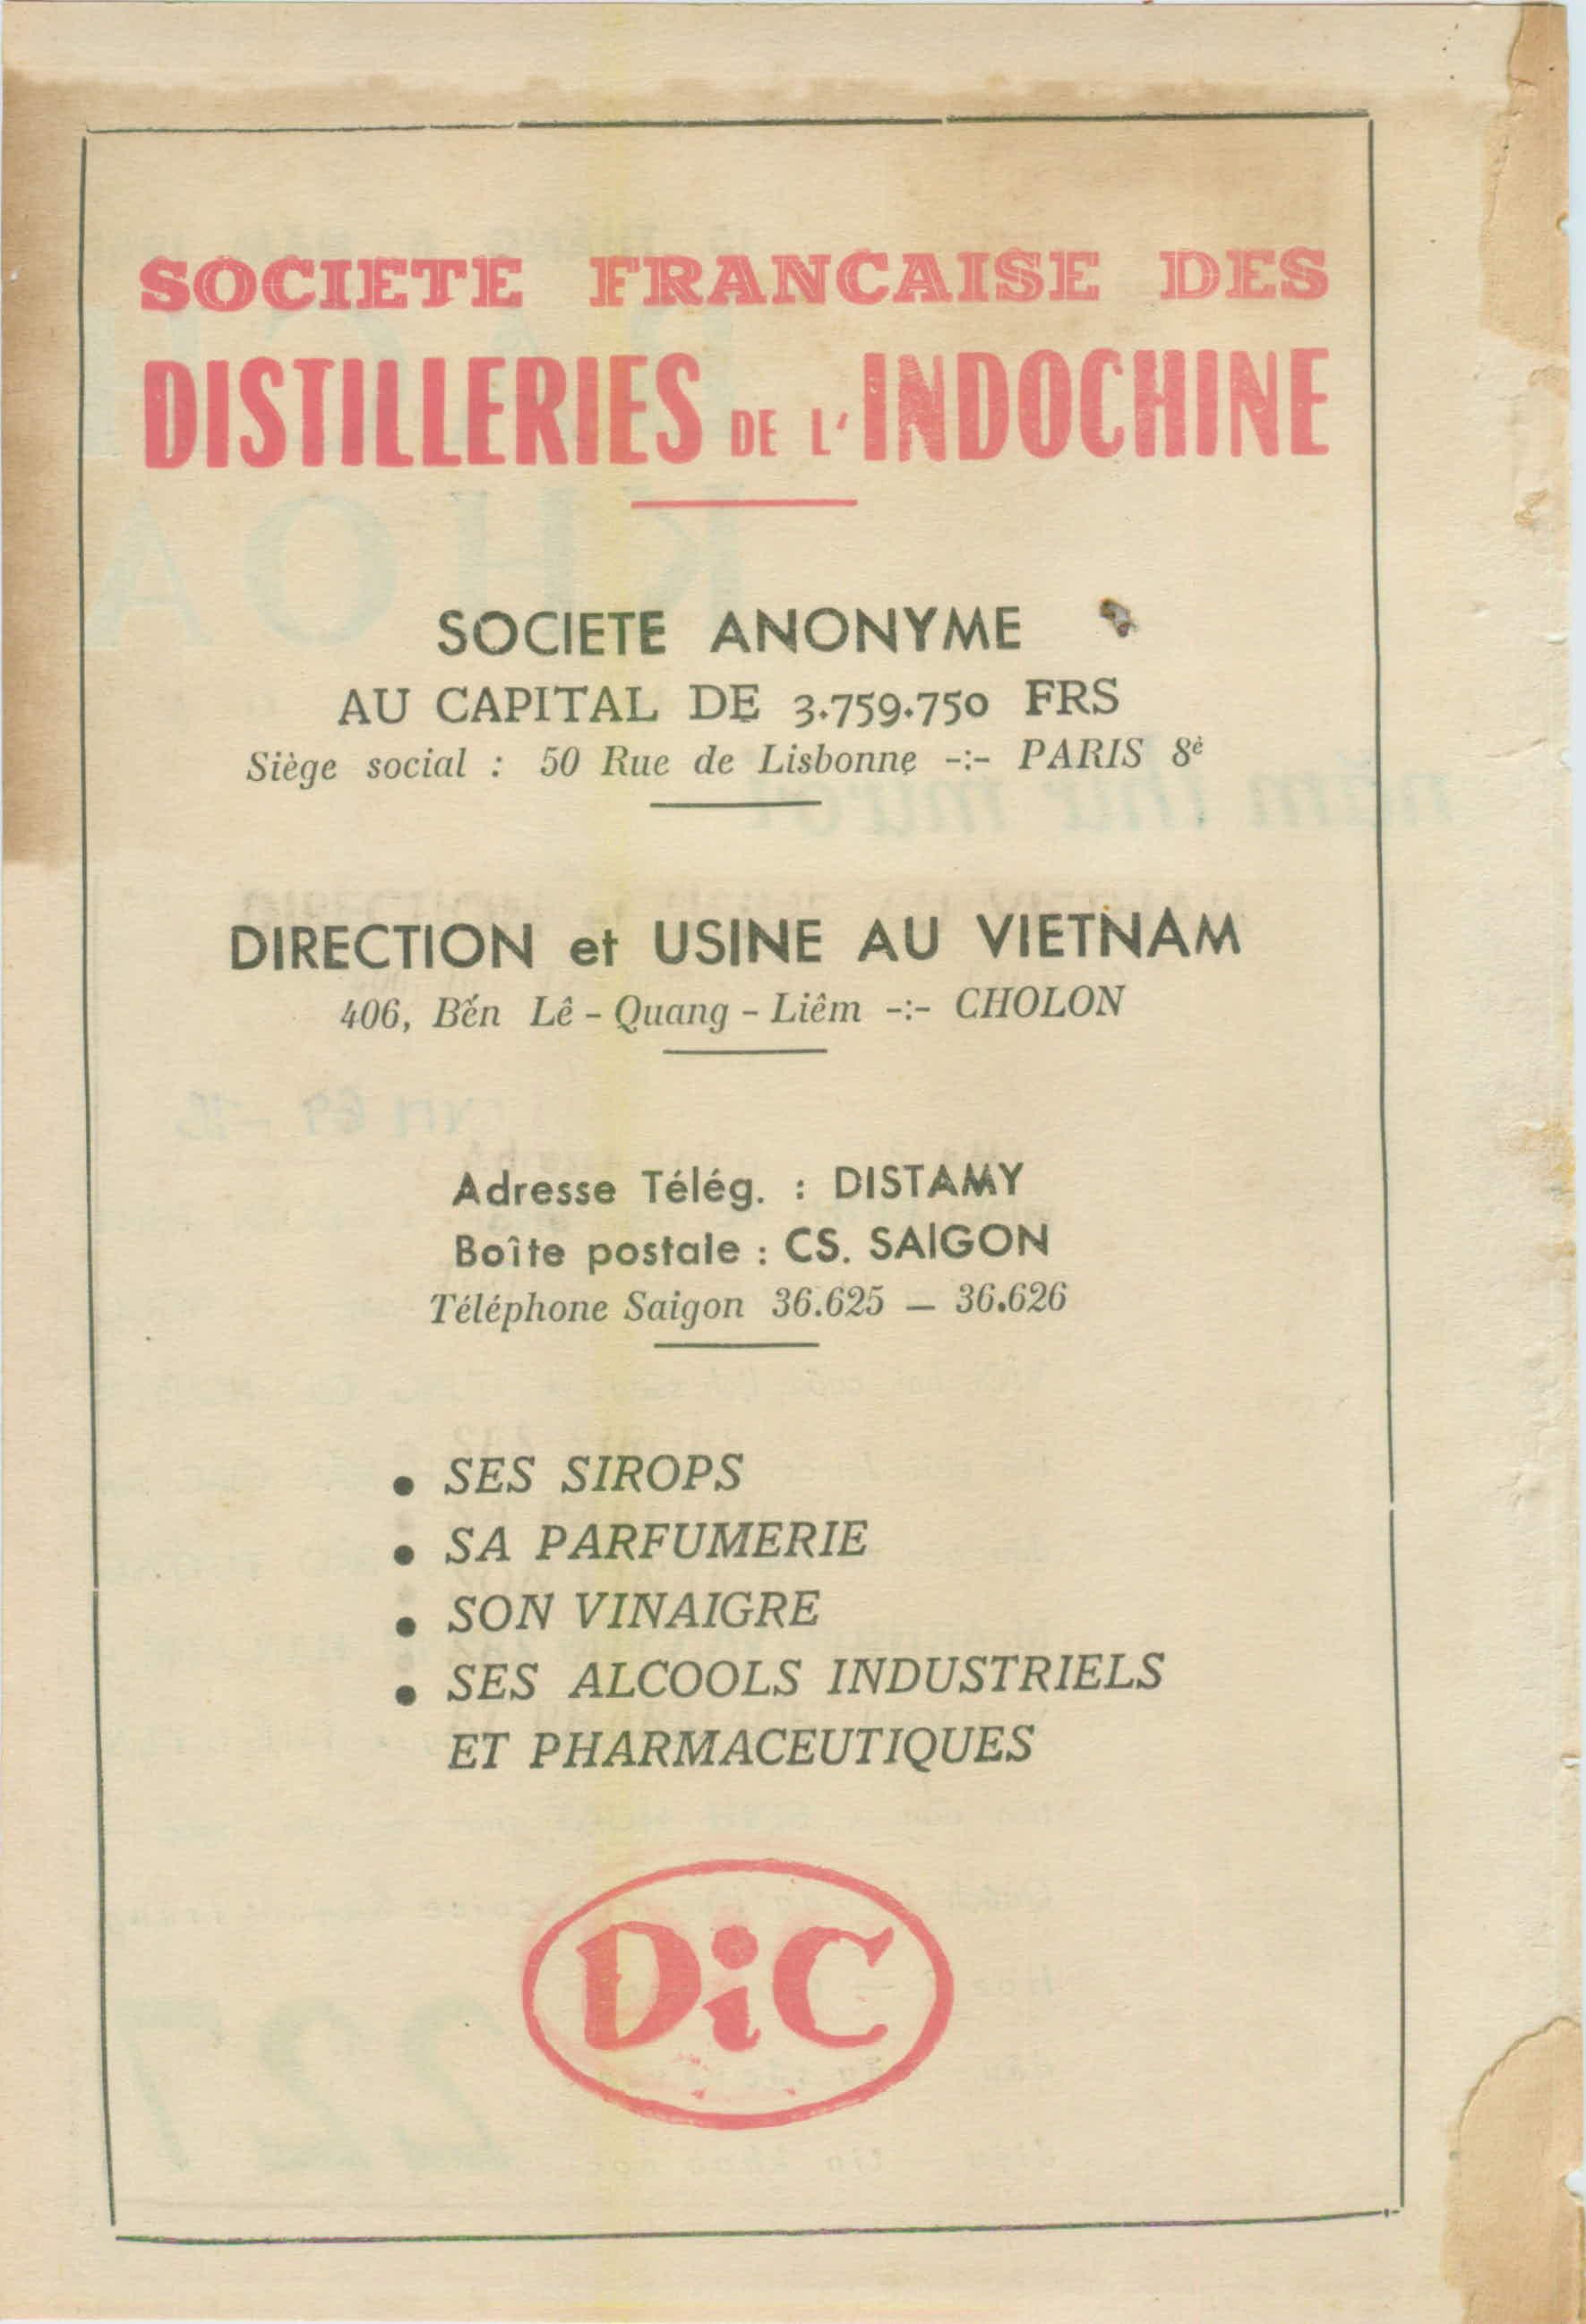 SOCIETE FRANCAISE DES
DISTILLERIES DE L'INDOCHINE
SOCIETE ANONYME
AU CAPITAL DE 3.759.750 FRS
Siège social : 50 Rue de Lisbonne -:- PARIS 8è
DIRECTION et USINE AU VIETNAM
406, Bến Lê - Quang - Liêm -:- CHOLON
Adresse Télég. : DISTAMY
Boîte postale : CS. SAIGON
Téléphone Saigon 36.625 — 36.626
• SES SIROPS
• SA PARFUMERIE
• SON VINAIGRE
• SES ALCOOLS INDUSTRIELS
ET PHARMACEUTIQUES
DiC